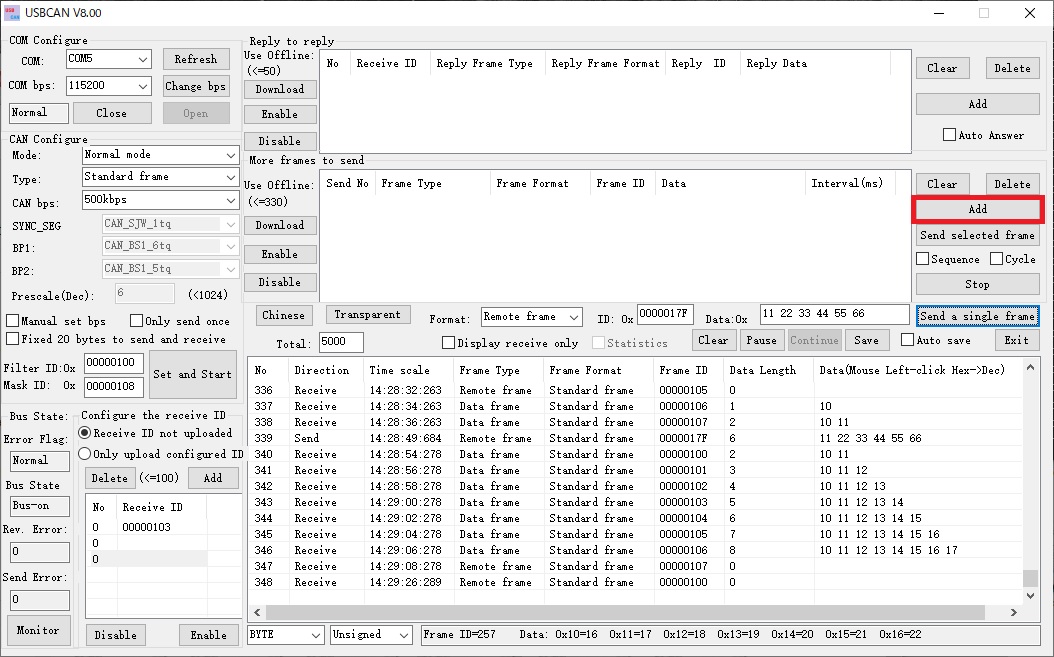 USBCAN V8.00
COM Configure
COM: COM5 Refresh
COM bps: 115200 Change bps
Normal Close Open
CAN Configure
Mode: Normal mode
Type: Standard frame
CAN bps: 500kbps
SYNC_SEG CAN_SJW_1tq
BP1: CAN_BS1_6tq
BP2: CAN_BS1_5tq
Prescale(Dec): 6 (<1024)
Manual set bps Only send once
Fixed 20 bytes to send and receive
Filter ID:0x 00000100
Mask ID: 0x 00000108
Set and Start
Bus State:
Error Flag:
Normal
Bus State
Bus-on
Rev. Error:
0
Send Error:
0
Monitor
Configure the receive ID
Receive ID not uploaded
Only upload configured ID
Delete (<=100) Add
No Receive ID
0 00000103
0
0
Disable Enable
Reply to reply
Use Offline:
(<=50)
Download
Enable
Disable
No Receive ID Reply Frame Type Reply Frame Format Reply ID Reply Data
Clear Delete
Add
Auto Answer
More frames to send
Use Offline:
(<=330)
Download
Enable
Disable
Send No Frame Type Frame Format Frame ID Data Interval(ms)
Clear Delete
Add
Send selected frame
Sequence Cycle
Stop
Chinese Transparent Format: Remote frame ID: 0x 0000017F Data:0x 11 22 33 44 55 66 Send a single frame
Total: 5000 Display receive only Statistics Clear Pause Continue Save Auto save Exit
No Direction Time scale Frame Type Frame Format Frame ID Data Length Data(Mouse Left-click Hex->Dec)
336 Receive 14:28:32:263 Remote frame Standard frame 00000105 0
337 Receive 14:28:34:263 Data frame Standard frame 00000106 1 10
338 Receive 14:28:36:263 Data frame Standard frame 00000107 2 10 11
339 Send 14:28:49:684 Remote frame Standard frame 0000017F 6 11 22 33 44 55 66
340 Receive 14:28:54:278 Data frame Standard frame 00000100 2 10 11
341 Receive 14:28:56:278 Data frame Standard frame 00000101 3 10 11 12
342 Receive 14:28:58:278 Data frame Standard frame 00000102 4 10 11 12 13
343 Receive 14:29:00:278 Data frame Standard frame 00000103 5 10 11 12 13 14
344 Receive 14:29:02:278 Data frame Standard frame 00000104 6 10 11 12 13 14 15
345 Receive 14:29:04:278 Data frame Standard frame 00000105 7 10 11 12 13 14 15 16
346 Receive 14:29:06:278 Data frame Standard frame 00000106 8 10 11 12 13 14 15 16 17
347 Receive 14:29:08:278 Remote frame Standard frame 00000107 0
348 Receive 14:29:26:289 Remote frame Standard frame 00000100 0
BYTE Unsigned Frame ID=257 Data: 0x10=16 0x11=17 0x12=18 0x13=19 0x14=20 0x15=21 0x16=22